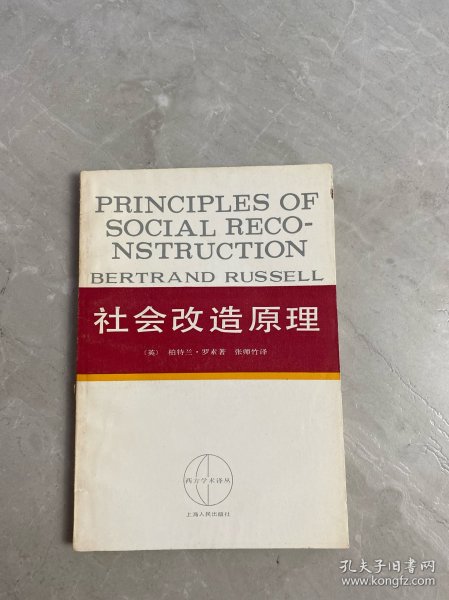 PRINCIPLES OF
SOCIAL RECO-
NSTRUCTION
BERTRAND RUSSELL
社会改造原理
〔英〕 柏特兰·罗素著 张师竹译
西方学术译丛
上海人民出版社
孔夫子旧书网
www.kongfz.com